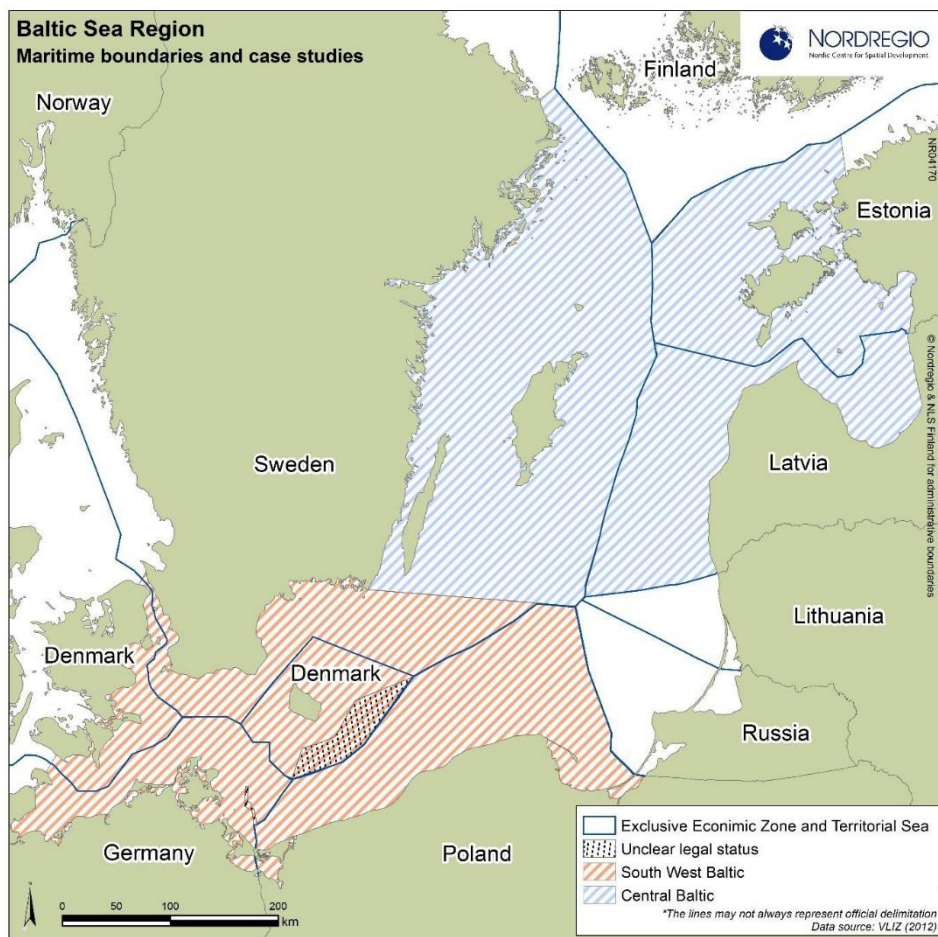 Baltic Sea Region
Maritime boundaries and case studies
NORDREGIO
Nordic Centre for Spatial Development
Norway
Finland
NR04170
Estonia
© Nordregio & NLS Finland for administrative boundaries
Sweden
Latvia
Lithuania
Denmark
Denmark
Russia
Germany
Poland
Exclusive Econimic Zone and Territorial Sea
Unclear legal status
South West Baltic
Central Baltic
*The lines may not always represent official delimitation
Data source: VLIZ (2012)
N
0 50 100 200
km